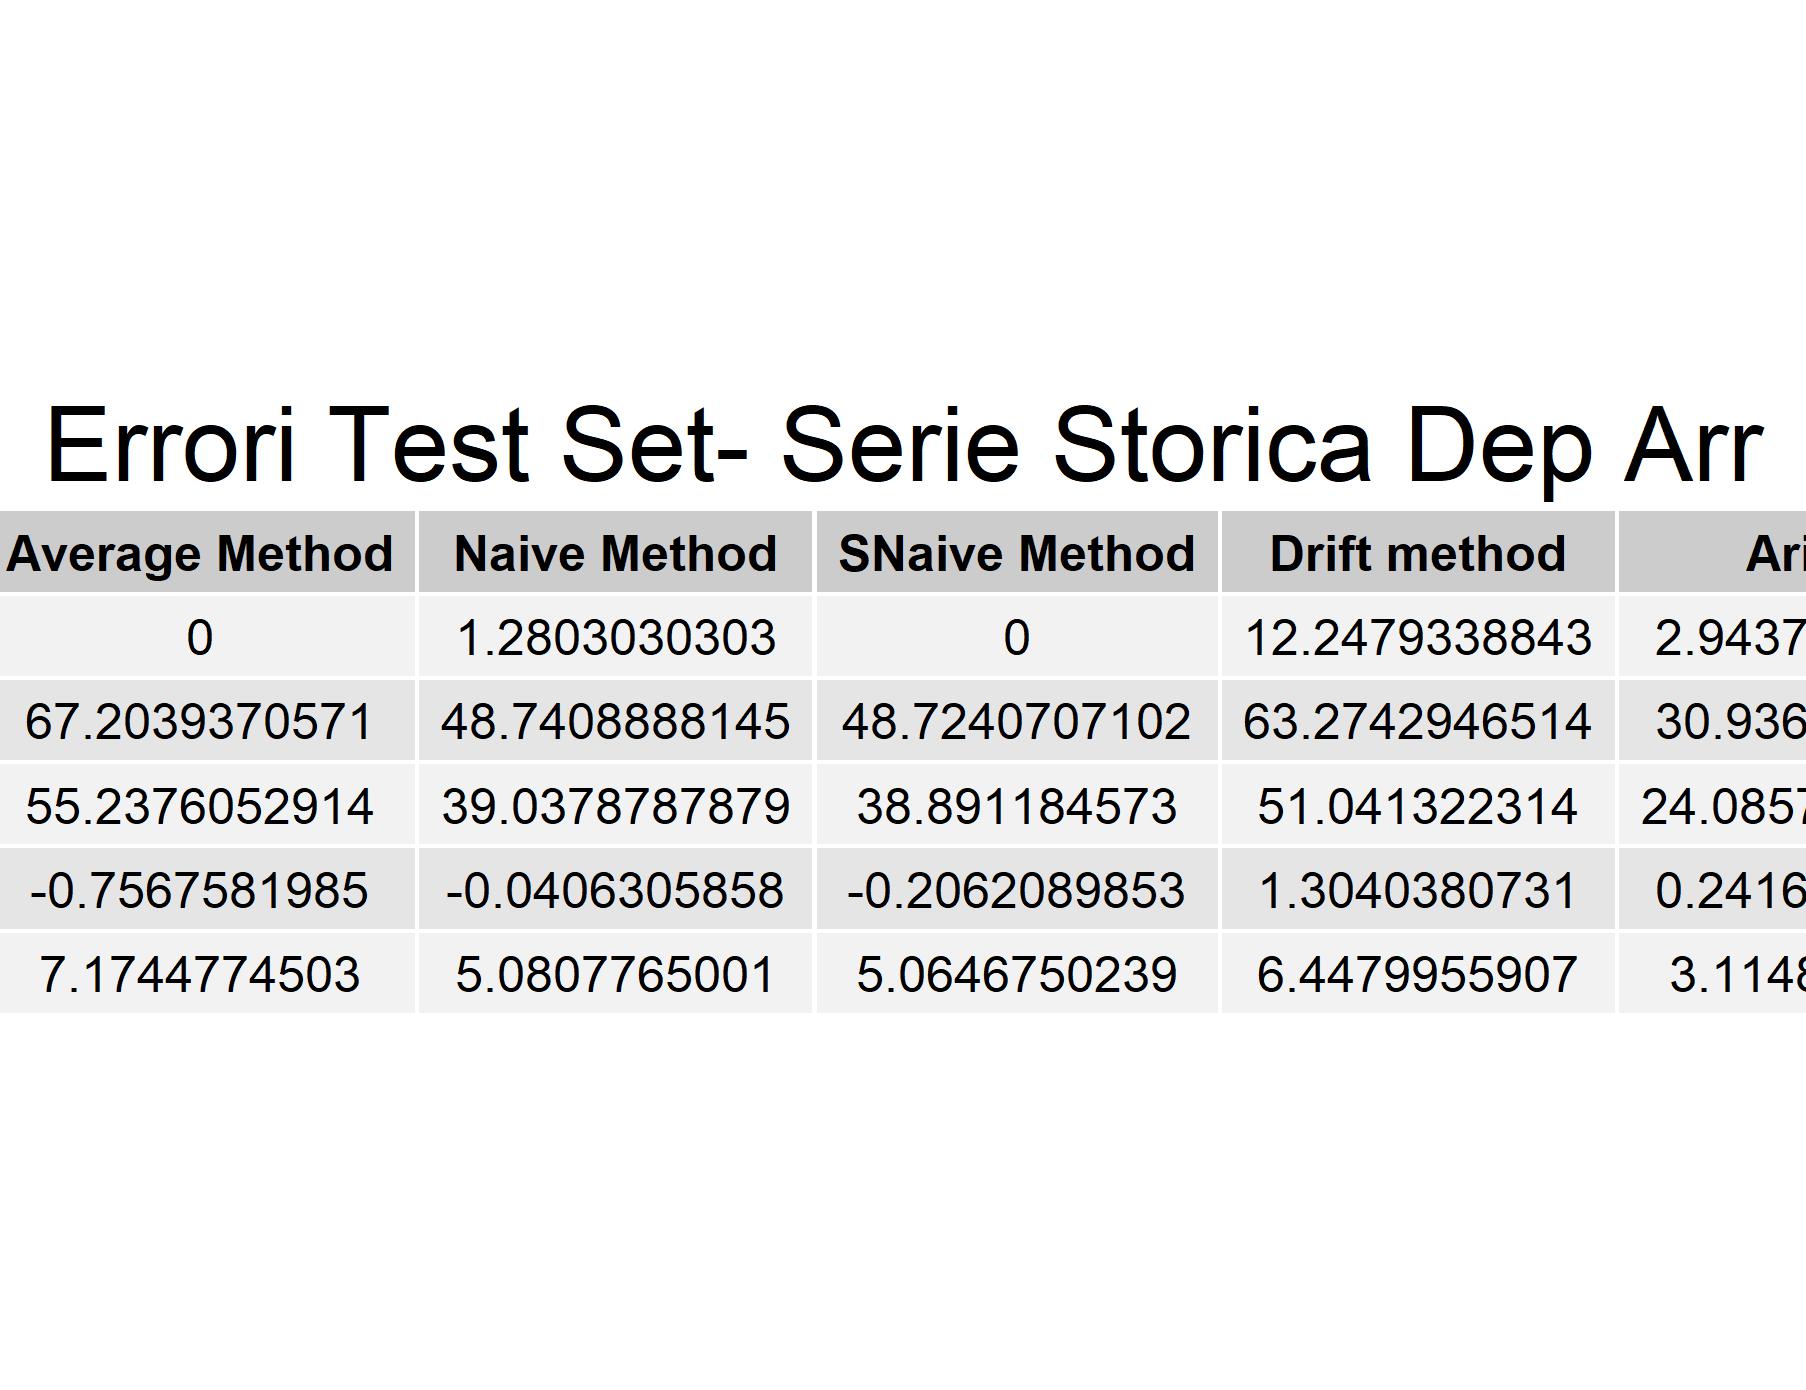 Errori Test Set- Serie Storica Dep Arr
Average Method Naive Method SNaive Method Drift method
0 1.2803030303 0 12.2479338843 2.9437
67.2039370571 48.7408888145 48.7240707102 63.2742946514 30.936
55.2376052914 39.0378787879 38.891184573 51.041322314 24.0857
-0.7567581985 -0.0406305858 -0.2062089853 1.3040380731 0.2416
7.1744774503 5.0807765001 5.0646750239 6.4479955907 3.1148